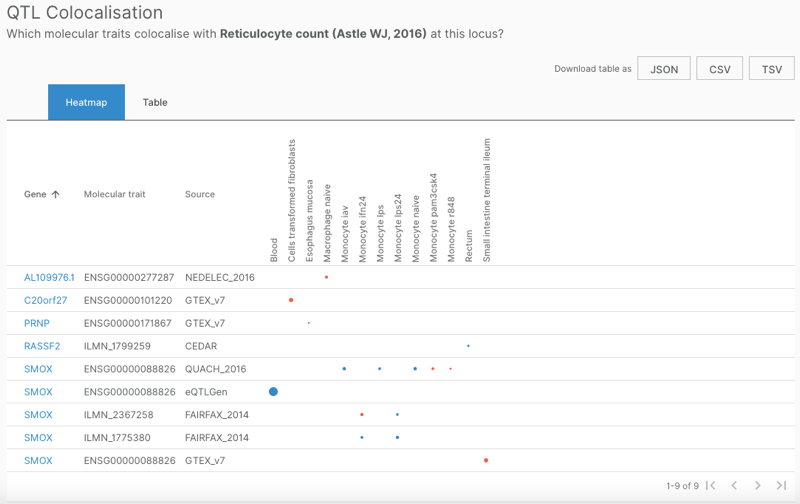 QTL Colocalisation
Which molecular traits colocalise with Reticulocyte count (Astle WJ, 2016) at this locus?
Download table as JSON CSV TSV
Heatmap Table
Gene ↑ Molecular trait Source
Blood
Cells transformed fibroblasts
Esophagus mucosa
Macrophage naive
Monocyte iav
Monocyte ifn24
Monocyte lps
Monocyte lps24
Monocyte naive
Monocyte pam3csk4
Monocyte r848
Rectum
Small intestine terminal ileum
AL109976.1 ENSG00000277287 NEDELEC_2016
C20orf27 ENSG00000101220 GTEX_v7
PRNP ENSG00000171867 GTEX_v7
RASSF2 ILMN_1799259 CEDAR
SMOX ENSG00000088826 QUACH_2016
SMOX ENSG00000088826 eQTLGen
SMOX ILMN_2367258 FAIRFAX_2014
SMOX ILMN_1775380 FAIRFAX_2014
SMOX ENSG00000088826 GTEX_v7
1-9 of 9